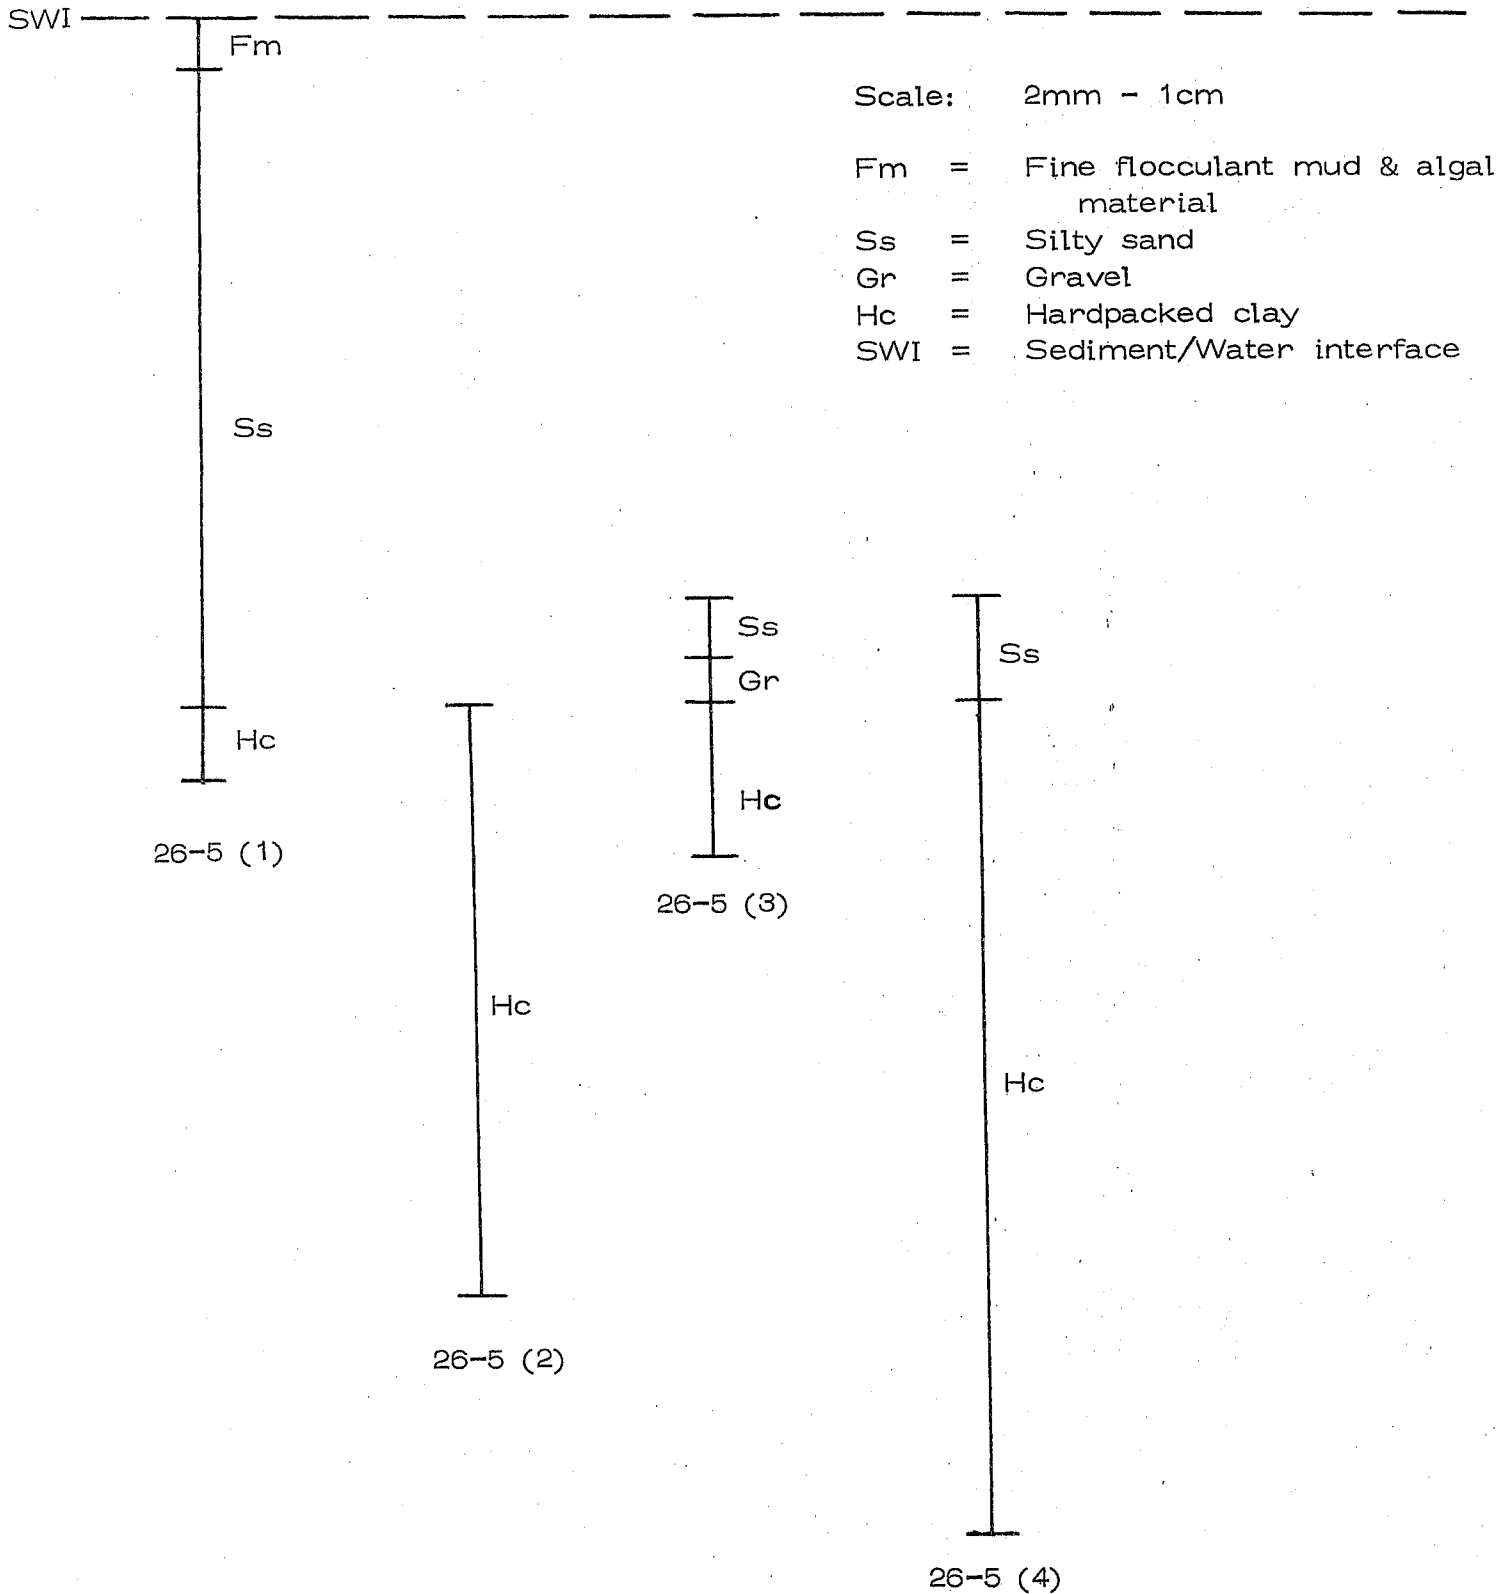 SWI
Fm
Scale: 2mm - 1cm
Fm = Fine flocculant mud & algal
material
Ss = Silty sand
Gr = Gravel
Hc = Hardpacked clay
SWI = Sediment/Water interface
Ss
Ss
Gr
Ss
Hc
Hc
26-5 (1)
26-5 (3)
Hc
Hc
26-5 (2)
26-5 (4)